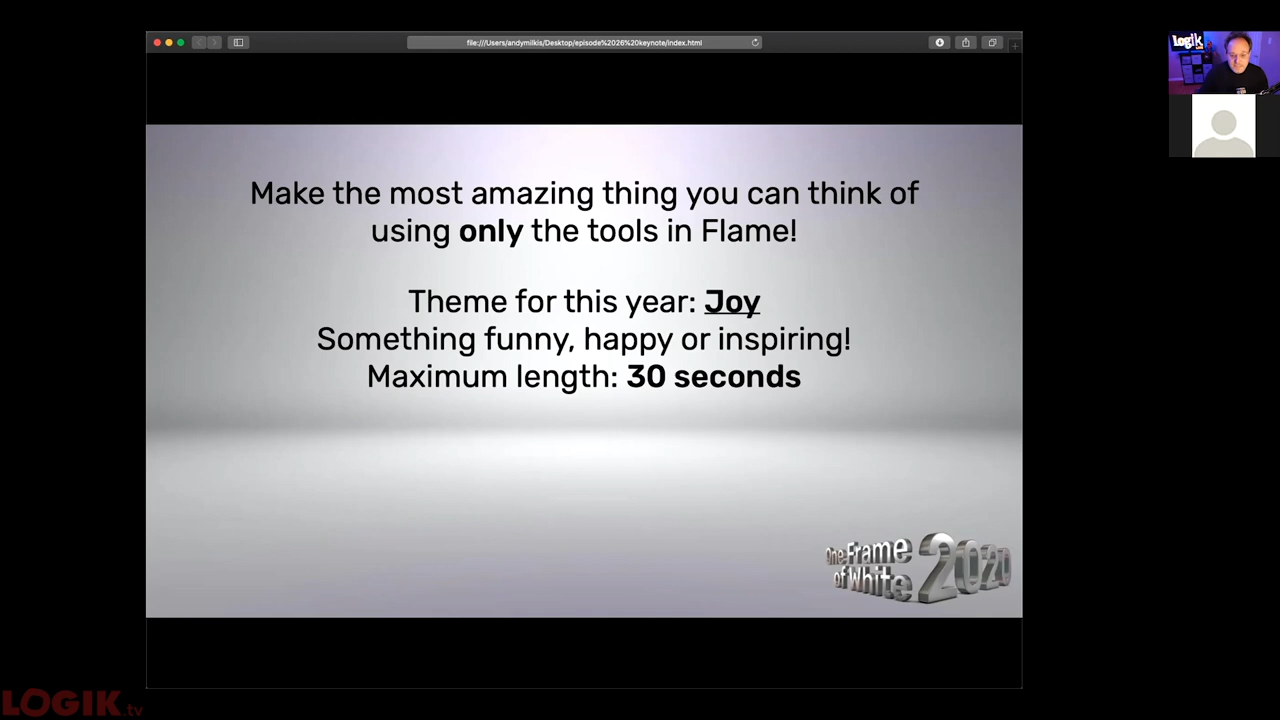 file:///Users/andymilkis/Desktop/episode%2026%20keynote/index.html
Logik
Make the most amazing thing you can think of
using only the tools in Flame!
Theme for this year: Joy
Something funny, happy or inspiring!
Maximum length: 30 seconds
One Frame
of White 2020
LOGIK.tv